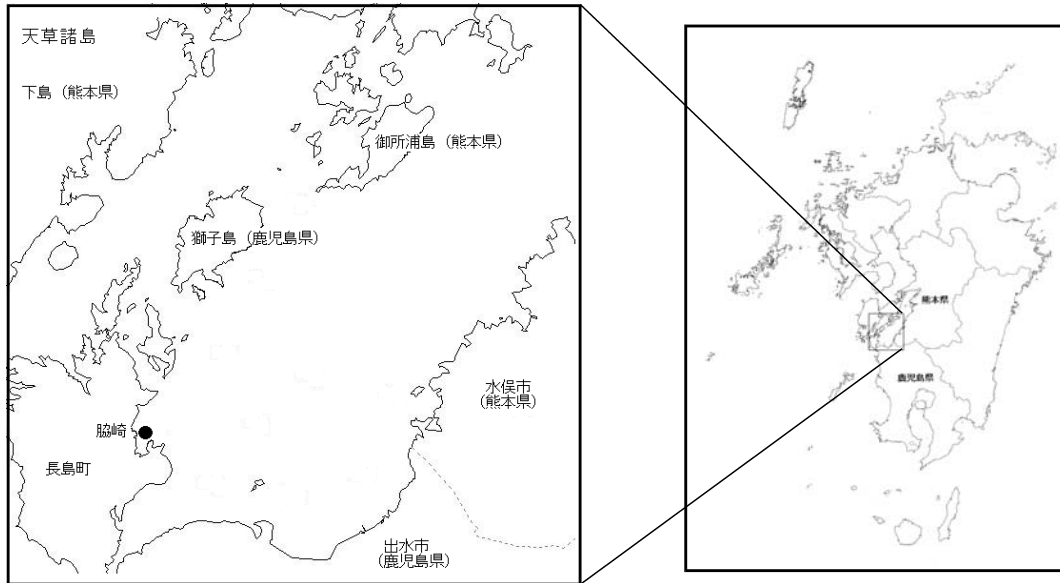 天草諸島
下島（熊本県）
御所浦島（熊本県）
獅子島（鹿児島県）
水俣市
（熊本県）
脇崎
長島町
出水市
（鹿児島県）
熊本県
鹿児島県